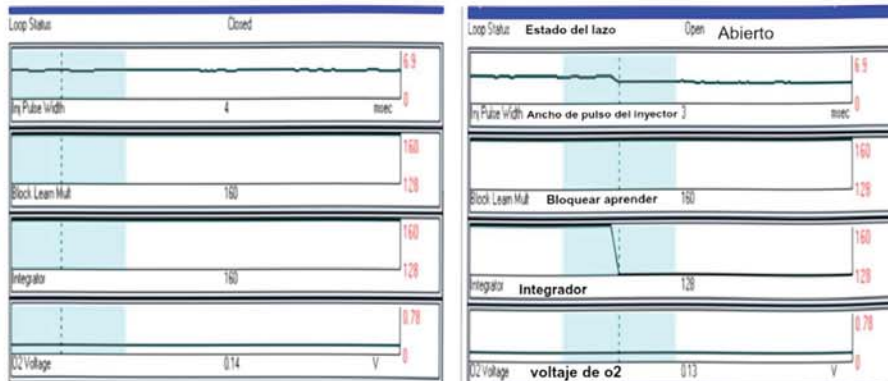 Loop Status Closed
6.9
0
Inj Pulse Width 4 msec
160
128
Block Learn Mult 160
160
128
Integrator 160
0.78
0
O2 Voltage 0.14 V
Loop Status Estado del lazo Open Abierto
6.9
0
Inj Pulse Width Ancho de pulso del inyector 3 msec
160
128
Block Learn Mult Bloquear aprender 160
160
128
Integrator Integrador 128
0.78
0
O2 Voltage voltaje de o2 0.13 V